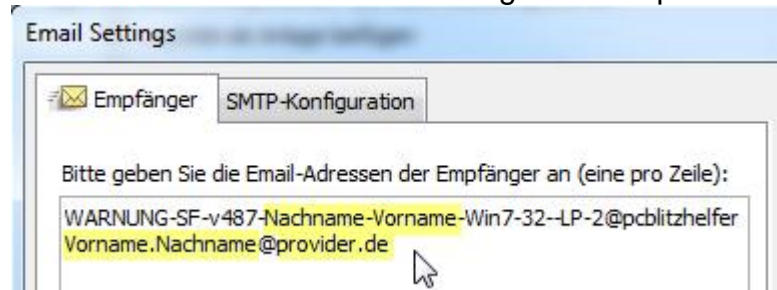 Email Settings
Empfänger
SMTP-Konfiguration
Bitte geben Sie die Email-Adressen der Empfänger an (eine pro Zeile):
WARNUNG-SF-v487-Nachname-Vorname-Win7-32--LP-2@pcblitzhelfer
Vorname.Nachname@provider.de